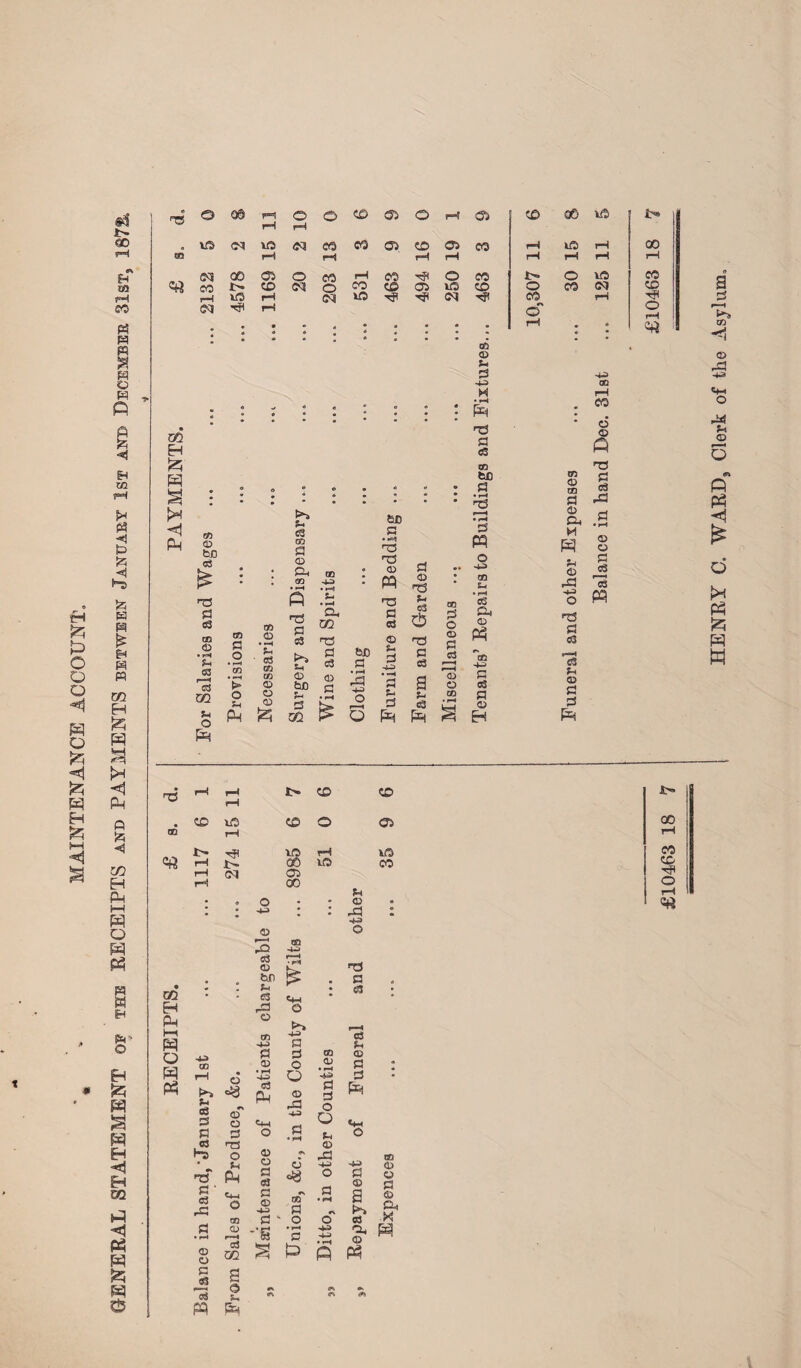 MAINTENANCE ACCOUNT.
GENERAL STATEMENT OF THE RECEIPTS AND PAYMENTS BETWEEN JANUARY 1ST AND DECEMBER 31ST, 1872.
RECEIPTS.
£ s. d.
Balance in hand, January 1st ... ... 1117 6 1
From Sales of Produce, &c. ... ... 274 15 11
„ Maintenance of Patients chargeable to
Unions, &c., in the County of Wilts ... 8985 6 7
„ Ditto, in other Counties ... ... 51 0 6
„ Repayment of Funeral and other
Expences ... ... ... 35 9 6
£10463 18 7
PAYMENTS.
£ s. d.
For Salaries and Wages ... ... ... 2132 5 0
Provisions ... ... ... ... 4578 2 8
Necessaries ... ... ... ... 1169 15 11
Surgery and Dispensary ... ... ... 20 2 10
Wine and Spirits ... ... ... 203 13 0
Clothing ... ... ... ... 531 3 6
Furniture and Bedding ... ... ... 463 9 9
Farm and Garden ... ... ... 494 16 0
Miscellaneous ... ... ... ... 250 19 1
Tenants' Repairs to Buildings and Fixtures... 463 3 9
10,307 11 6
Funeral and other Expenses ... ... 30 15 8
Balance in hand Dec. 31st ... 125 11 5
£10463 18 7
HENRY C. WARD, Clerk of the Asylum.